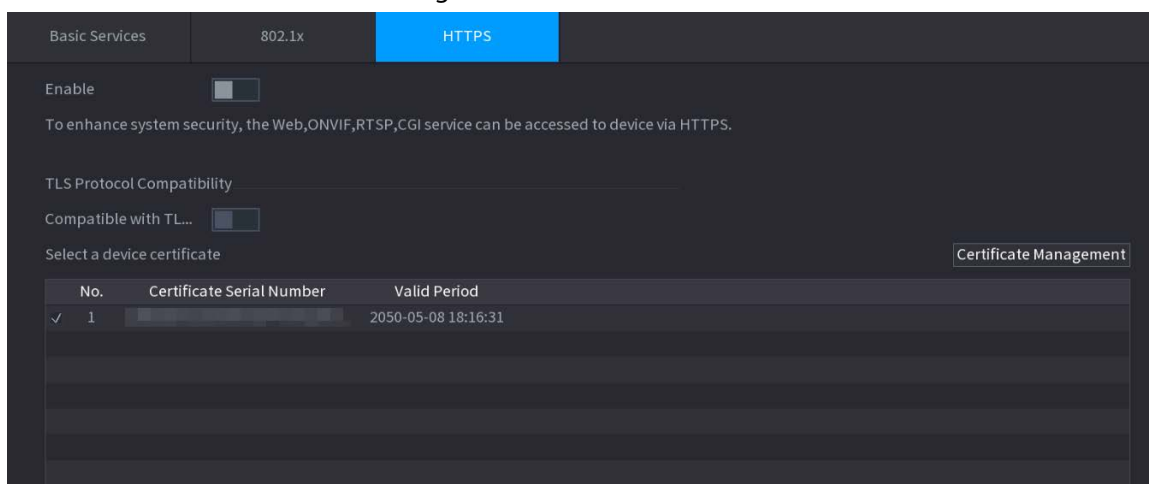 Basic Services 802.1x HTTPS
Enable
To enhance system security, the Web,ONVIF,RTSP,CGI service can be accessed to device via HTTPS.
TLS Protocol Compatibility
Compatible with TL...
Select a device certificate Certificate Management
No. Certificate Serial Number Valid Period
1 2050-05-08 18:16:31